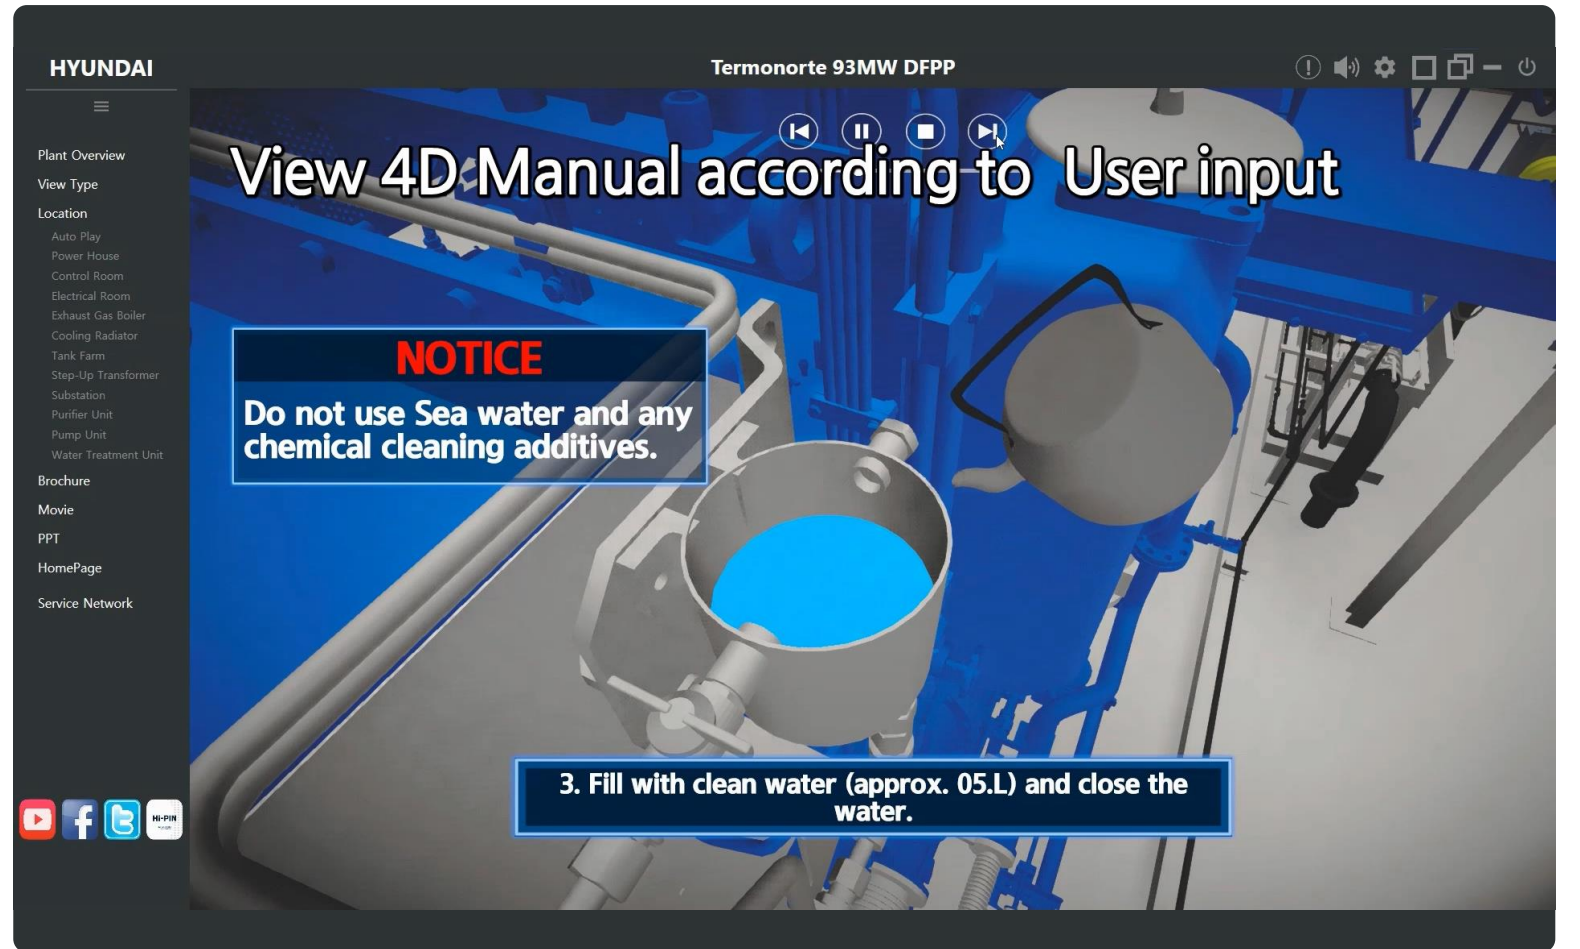 HYUNDAI
Termonorte 93MW DFPP
Plant Overview
View Type
Location
Auto Play
Power House
Control Room
Electrical Room
Exhaust Gas Boiler
Cooling Radiator
Tank Farm
Step-Up Transformer
Substation
Purifier Unit
Pump Unit
Water Treatment Unit
Brochure
Movie
PPT
HomePage
Service Network
Hi-PIN
View 4D Manual according to User input
NOTICE
Do not use Sea water and any
chemical cleaning additives.
3. Fill with clean water (approx. 05.L) and close the
water.